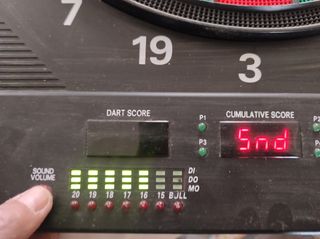 7
19
3
DART SCORE
P1
P3
CUMULATIVE SCORE
P2
Snd
SOUND
VOLUME
DI
DO
MO
20 19 18 17 16 15 BULL